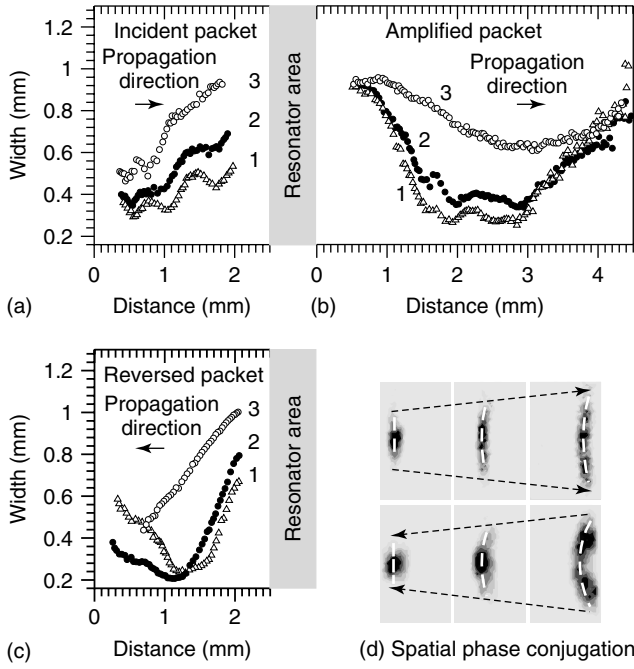 Incident packet
Propagation
direction
3
2
1
1.2
1
0.8
0.6
0.4
0.2
Width (mm)
0
1
2
Distance (mm)
(a)
Resonator area
Amplified packet
Propagation
direction
3
2
1
0
1
2
3
4
Distance (mm)
(b)
Reversed packet
Propagation
direction
3
2
1
1.2
1
0.8
0.6
0.4
0.2
Width (mm)
0
1
2
Distance (mm)
(c)
Resonator area
(d) Spatial phase conjugation